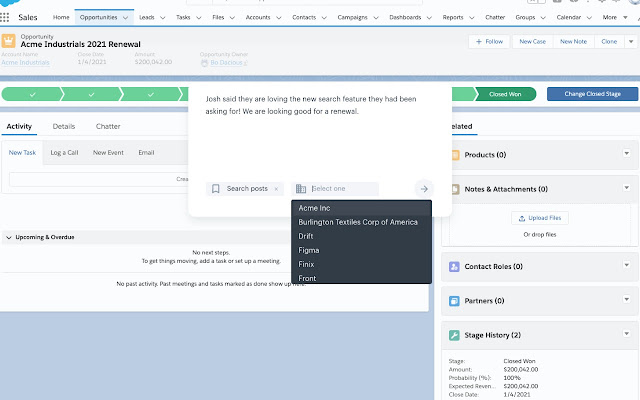 Sales
Home
Opportunities
Leads
Tasks
Files
Accounts
Contacts
Campaigns
Dashboards
Reports
Chatter
Groups
Calendar
More
Opportunity
Acme Industrials 2021 Renewal
+ Follow
New Case
New Note
Clone
Account Name
Close Date
Amount
Opportunity Owner
Acme Industrials
1/4/2021
$200,042.00
Closed Won
Change Closed Stage
Josh said they are loving the new search feature they had been
asking for! We are looking good for a renewal.
Search posts ×
Select one
Acme Inc
Burlington Textiles Corp of America
Drift
Figma
Finix
Front
Activity
Details
Chatter
New Task
Log a Call
New Event
Email
Crea
Upcoming & Overdue
No next steps.
To get things moving, add a task or set up a meeting.
No past activity. Past meetings and tasks marked as done show up here.
elated
Products (0)
Notes & Attachments (0)
Upload Files
Or drop files
Contact Roles (0)
Partners (0)
Stage History (2)
Stage: Closed Won
Amount: $200,042.00
Probability (%): 100%
Expected Reven... $200,042.00
Close Date: 1/4/2021